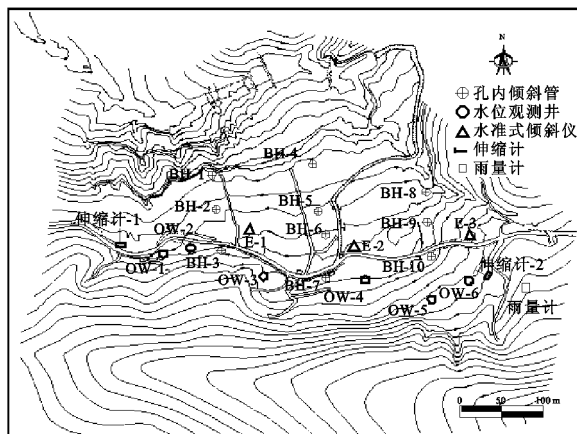 N
孔内倾斜管
水位观测井
水准式倾斜仪
伸缩计
雨量计
BH-4
BH-1
BH-8
BH-2
BH-5
伸缩计-1
OW-2
BH-9
E-3
BH-6
E-1
E-2
OW-1
BH-3
BH-10
伸缩计-2
OW-3
BH-7
OW-4
OW-6
OW-5
雨量计
0 50 100 m